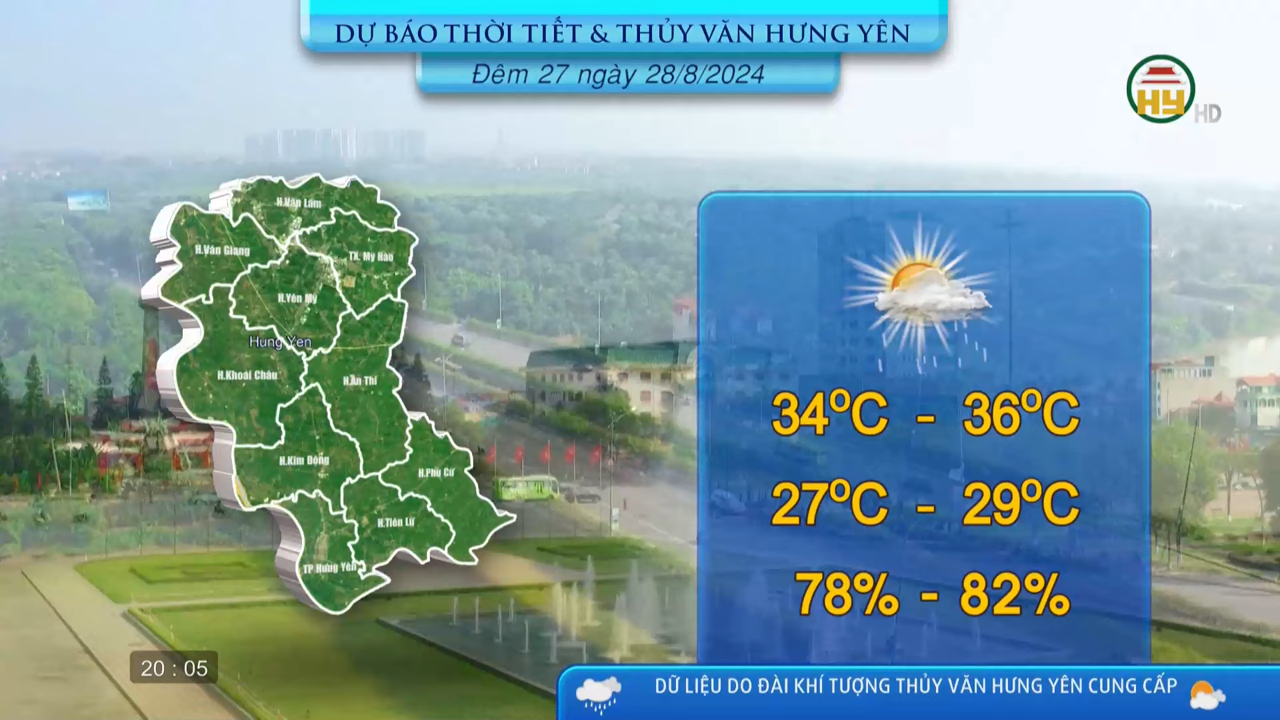 DỰ BÁO THỜI TIẾT & THỦY VĂN HƯNG YÊN
Đêm 27 ngày 28/8/2024
HY HD
H.Văn Lâm
H.Văn Giang
TX. Mỹ Hào
H.Yên Mỹ
Hưng Yên
H.Khoái Châu
H.Ân Thi
H.Kim Động
H.Phù Cừ
H.Tiên Lữ
TP Hưng Yên
34ºC - 36ºC
27ºC - 29ºC
78% - 82%
20 : 05
DỮ LIỆU DO ĐÀI KHÍ TƯỢNG THỦY VĂN HƯNG YÊN CUNG CẤP